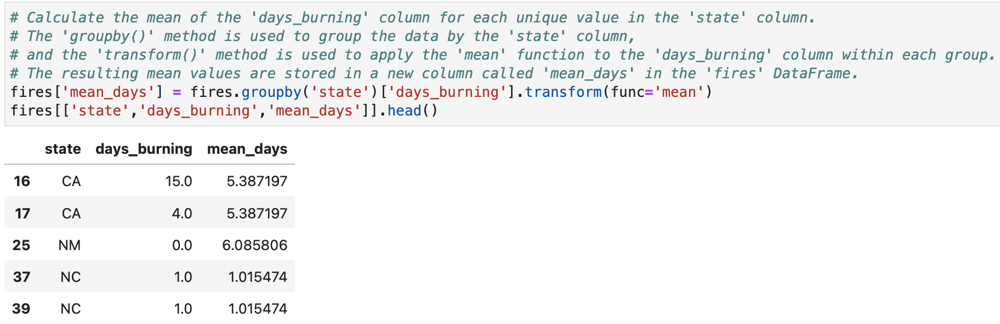 # Calculate the mean of the 'days_burning' column for each unique value in the 'state' column.
# The 'groupby()' method is used to group the data by the 'state' column,
# and the 'transform()' method is used to apply the 'mean' function to the 'days_burning' column within each group.
# The resulting mean values are stored in a new column called 'mean_days' in the 'fires' DataFrame.
fires['mean_days'] = fires.groupby('state')['days_burning'].transform(func='mean')
fires[['state','days_burning','mean_days']].head()
state days_burning mean_days
16 CA 15.0 5.387197
17 CA 4.0 5.387197
25 NM 0.0 6.085806
37 NC 1.0 1.015474
39 NC 1.0 1.015474